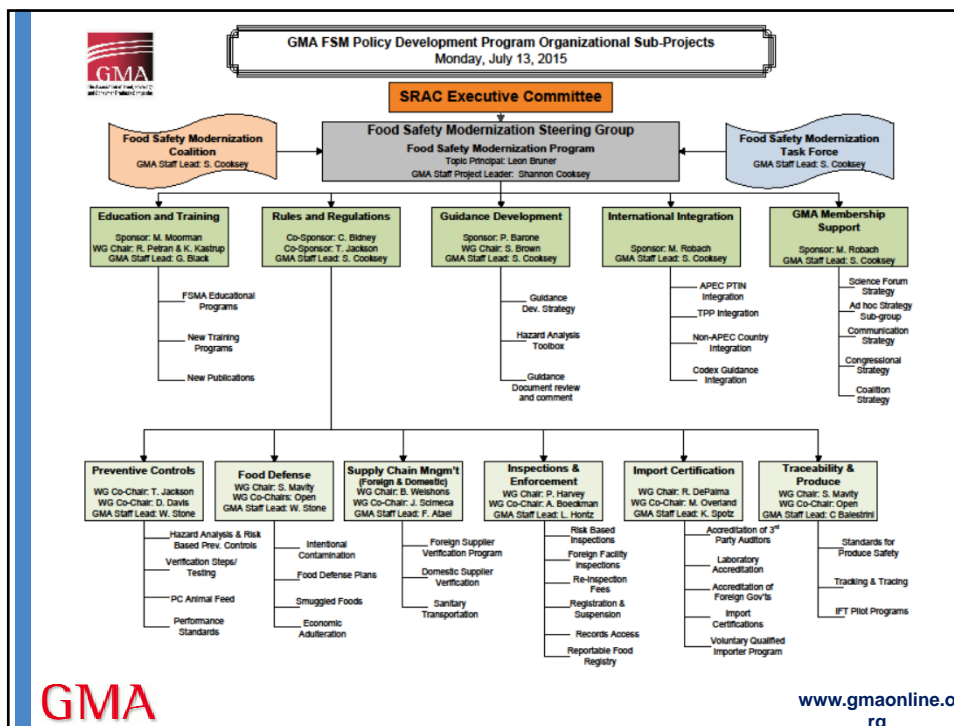 GMA FSM Policy Development Program Organizational Sub-Projects
Monday, July 13, 2015
GMA
The Association of Food, Beverage
and Consumer Products Companies
SRAC Executive Committee
Food Safety Modernization
Coalition
GMA Staff Lead: S. Cooksey
Food Safety Modernization Steering Group
Food Safety Modernization Program
Topic Principal: Leon Bruner
GMA Staff Project Leader: Shannon Cooksey
Food Safety Modernization
Task Force
GMA Staff Lead: S. Cooksey
Education and Training
Sponsor: M. Moorman
WG Chair: R. Petran & K. Kastrup
GMA Staff Lead: G. Black
Rules and Regulations
Co-Sponsor: C. Bidney
Co-Sponsor: T. Jackson
GMA Staff Lead: S. Cooksey
Guidance Development
Sponsor: P. Barone
WG Chair: S. Brown
GMA Staff Lead: S. Cooksey
International Integration
Sponsor: M. Robach
GMA Staff Lead: S. Cooksey
GMA Membership
Support
Sponsor: M. Robach
GMA Staff Lead: S. Cooksey
FSMA Educational
Programs
New Training
Programs
New Publications
Guidance
Dev. Strategy
Hazard Analysis
Toolbox
Guidance
Document review
and comment
APEC PTIN
Integration
TPP Integration
Non-APEC Country
Integration
Codex Guidance
Integration
Science Forum
Strategy
Ad hoc Strategy
Sub-group
Communication
Strategy
Congressional
Strategy
Coalition
Strategy
Preventive Controls
WG Co-Chair: T. Jackson
WG Co-Chair: D. Davis
GMA Staff Lead: W. Stone
Food Defense
WG Chair: S. Mavity
WG Co-Chairs: Open
GMA Staff Lead: W. Stone
Supply Chain Mngm't
(Foreign & Domestic)
WG Chair: B. Weishons
WG Co-Chair: J. Scimeca
GMA Staff Lead: F. Ataei
Inspections &
Enforcement
WG Chair: P. Harvey
WG Co-Chair: A. Boeckman
GMA Staff Lead: L. Hontz
Import Certification
WG Chair: R. DePalma
WG Co-Chair: M. Overland
GMA Staff Lead: K. Spotz
Traceability &
Produce
WG Chair: S. Mavity
WG Co-Chair: Open
GMA Staff Lead: C Balestrini
Hazard Analysis & Risk
Based Prev. Controls
Verification Steps/
Testing
PC Animal Feed
Performance
Standards
Intentional
Contamination
Food Defense Plans
Smuggled Foods
Economic
Adulteration
Foreign Supplier
Verification Program
Domestic Supplier
Verification
Sanitary
Transportation
Risk Based
Inspections
Foreign Facility
Inspections
Re-Inspection
Fees
Registration &
Suspension
Records Access
Reportable Food
Registry
Accreditation of 3rd
Party Auditors
Laboratory
Accreditation
Accreditation of
Foreign Gov'ts
Import
Certifications
Voluntary Qualified
Importer Program
Standards for
Produce Safety
Tracking & Tracing
IFT Pilot Programs
GMA
www.gmaonline.o
rg